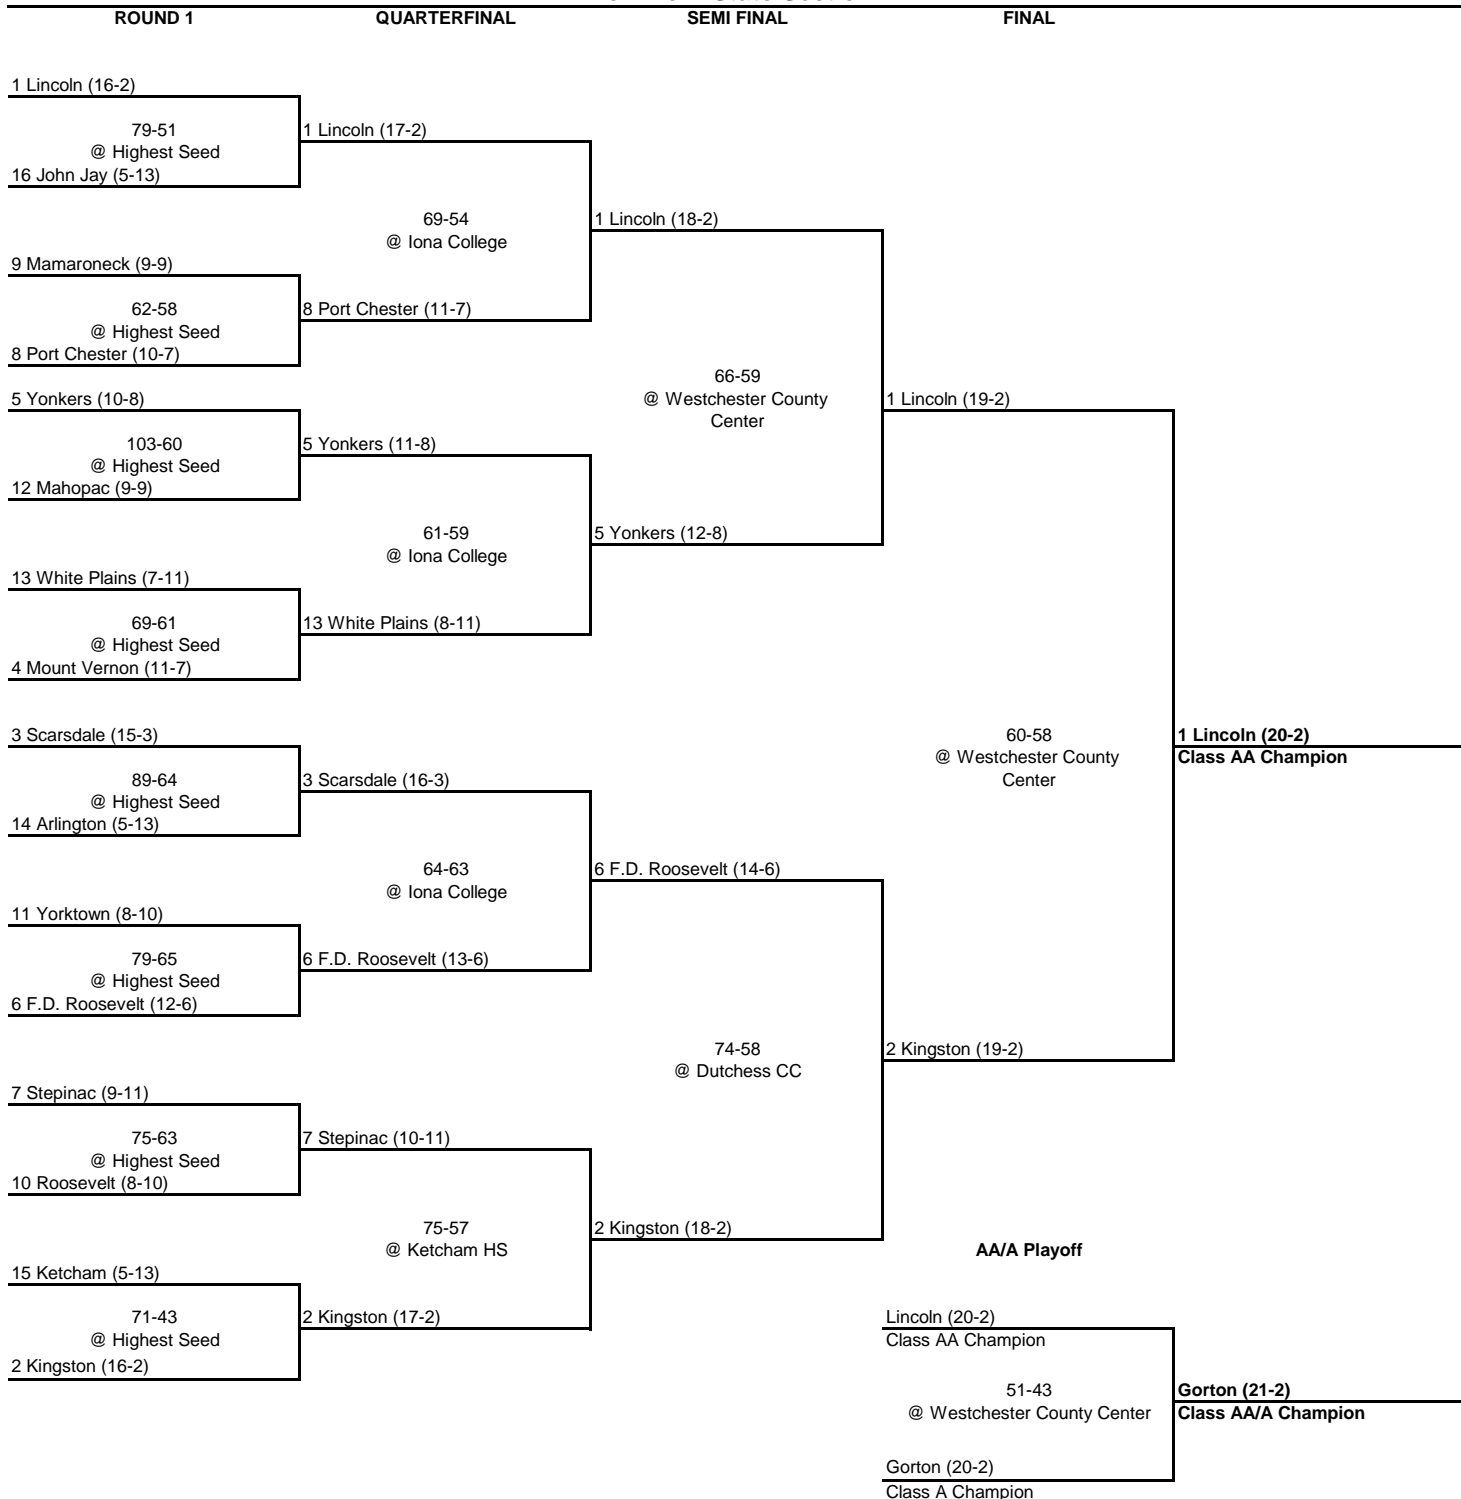 ROUND 1 QUARTERFINAL SEMI FINAL FINAL
1 Lincoln (16-2)
79-51
@ Highest Seed
16 John Jay (5-13)
1 Lincoln (17-2)
69-54
@ Iona College
1 Lincoln (18-2)
9 Mamaroneck (9-9)
62-58
@ Highest Seed
8 Port Chester (10-7)
8 Port Chester (11-7)
66-59
@ Westchester County
Center
1 Lincoln (19-2)
5 Yonkers (10-8)
103-60
@ Highest Seed
12 Mahopac (9-9)
5 Yonkers (11-8)
61-59
@ Iona College
5 Yonkers (12-8)
13 White Plains (7-11)
69-61
@ Highest Seed
4 Mount Vernon (11-7)
13 White Plains (8-11)
60-58
@ Westchester County
Center
1 Lincoln (20-2)
Class AA Champion
3 Scarsdale (15-3)
89-64
@ Highest Seed
14 Arlington (5-13)
3 Scarsdale (16-3)
64-63
@ Iona College
6 F.D. Roosevelt (14-6)
11 Yorktown (8-10)
79-65
@ Highest Seed
6 F.D. Roosevelt (12-6)
6 F.D. Roosevelt (13-6)
74-58
@ Dutchess CC
2 Kingston (19-2)
7 Stepinac (9-11)
75-63
@ Highest Seed
10 Roosevelt (8-10)
7 Stepinac (10-11)
75-57
@ Ketcham HS
2 Kingston (18-2)
15 Ketcham (5-13)
71-43
@ Highest Seed
2 Kingston (16-2)
2 Kingston (17-2)
AA/A Playoff
Lincoln (20-2)
Class AA Champion
51-43
@ Westchester County Center
Gorton (21-2)
Class AA/A Champion
Gorton (20-2)
Class A Champion